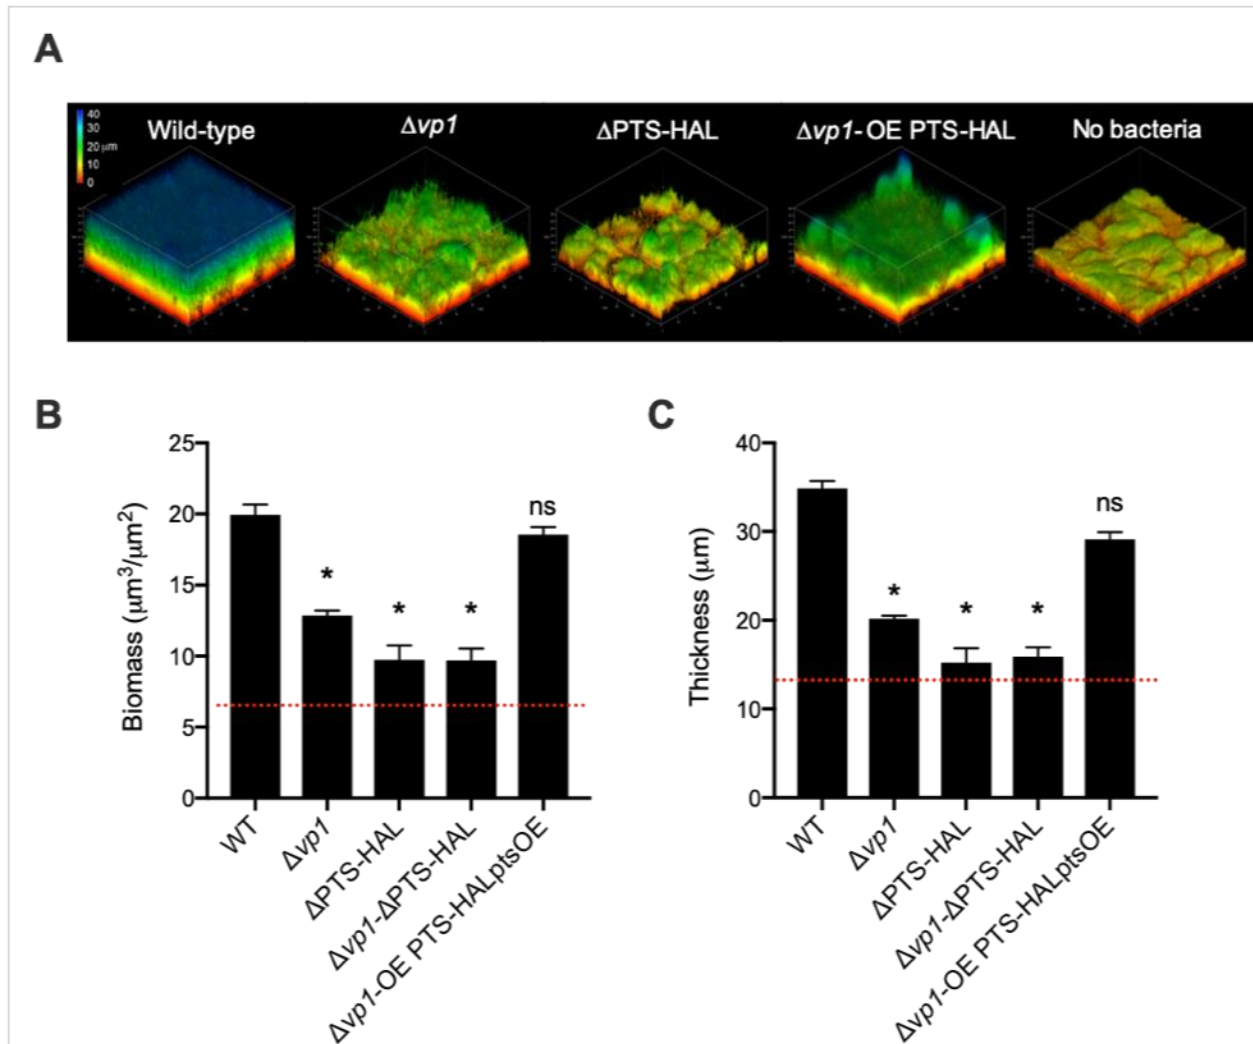 A
40
30
20 μm
10
0
Wild-type
Δvp1
ΔPTS-HAL
Δvp1-OE PTS-HAL
No bacteria
B
Biomass (μm³/μm²)
25
20
15
10
5
0
*
*
*
ns
WT
Δvp1
ΔPTS-HAL
Δvp1-ΔPTS-HAL
Δvp1-OE PTS-HALptsOE
C
Thickness (μm)
40
30
20
10
0
*
*
*
ns
WT
Δvp1
ΔPTS-HAL
Δvp1-ΔPTS-HAL
Δvp1-OE PTS-HALptsOE